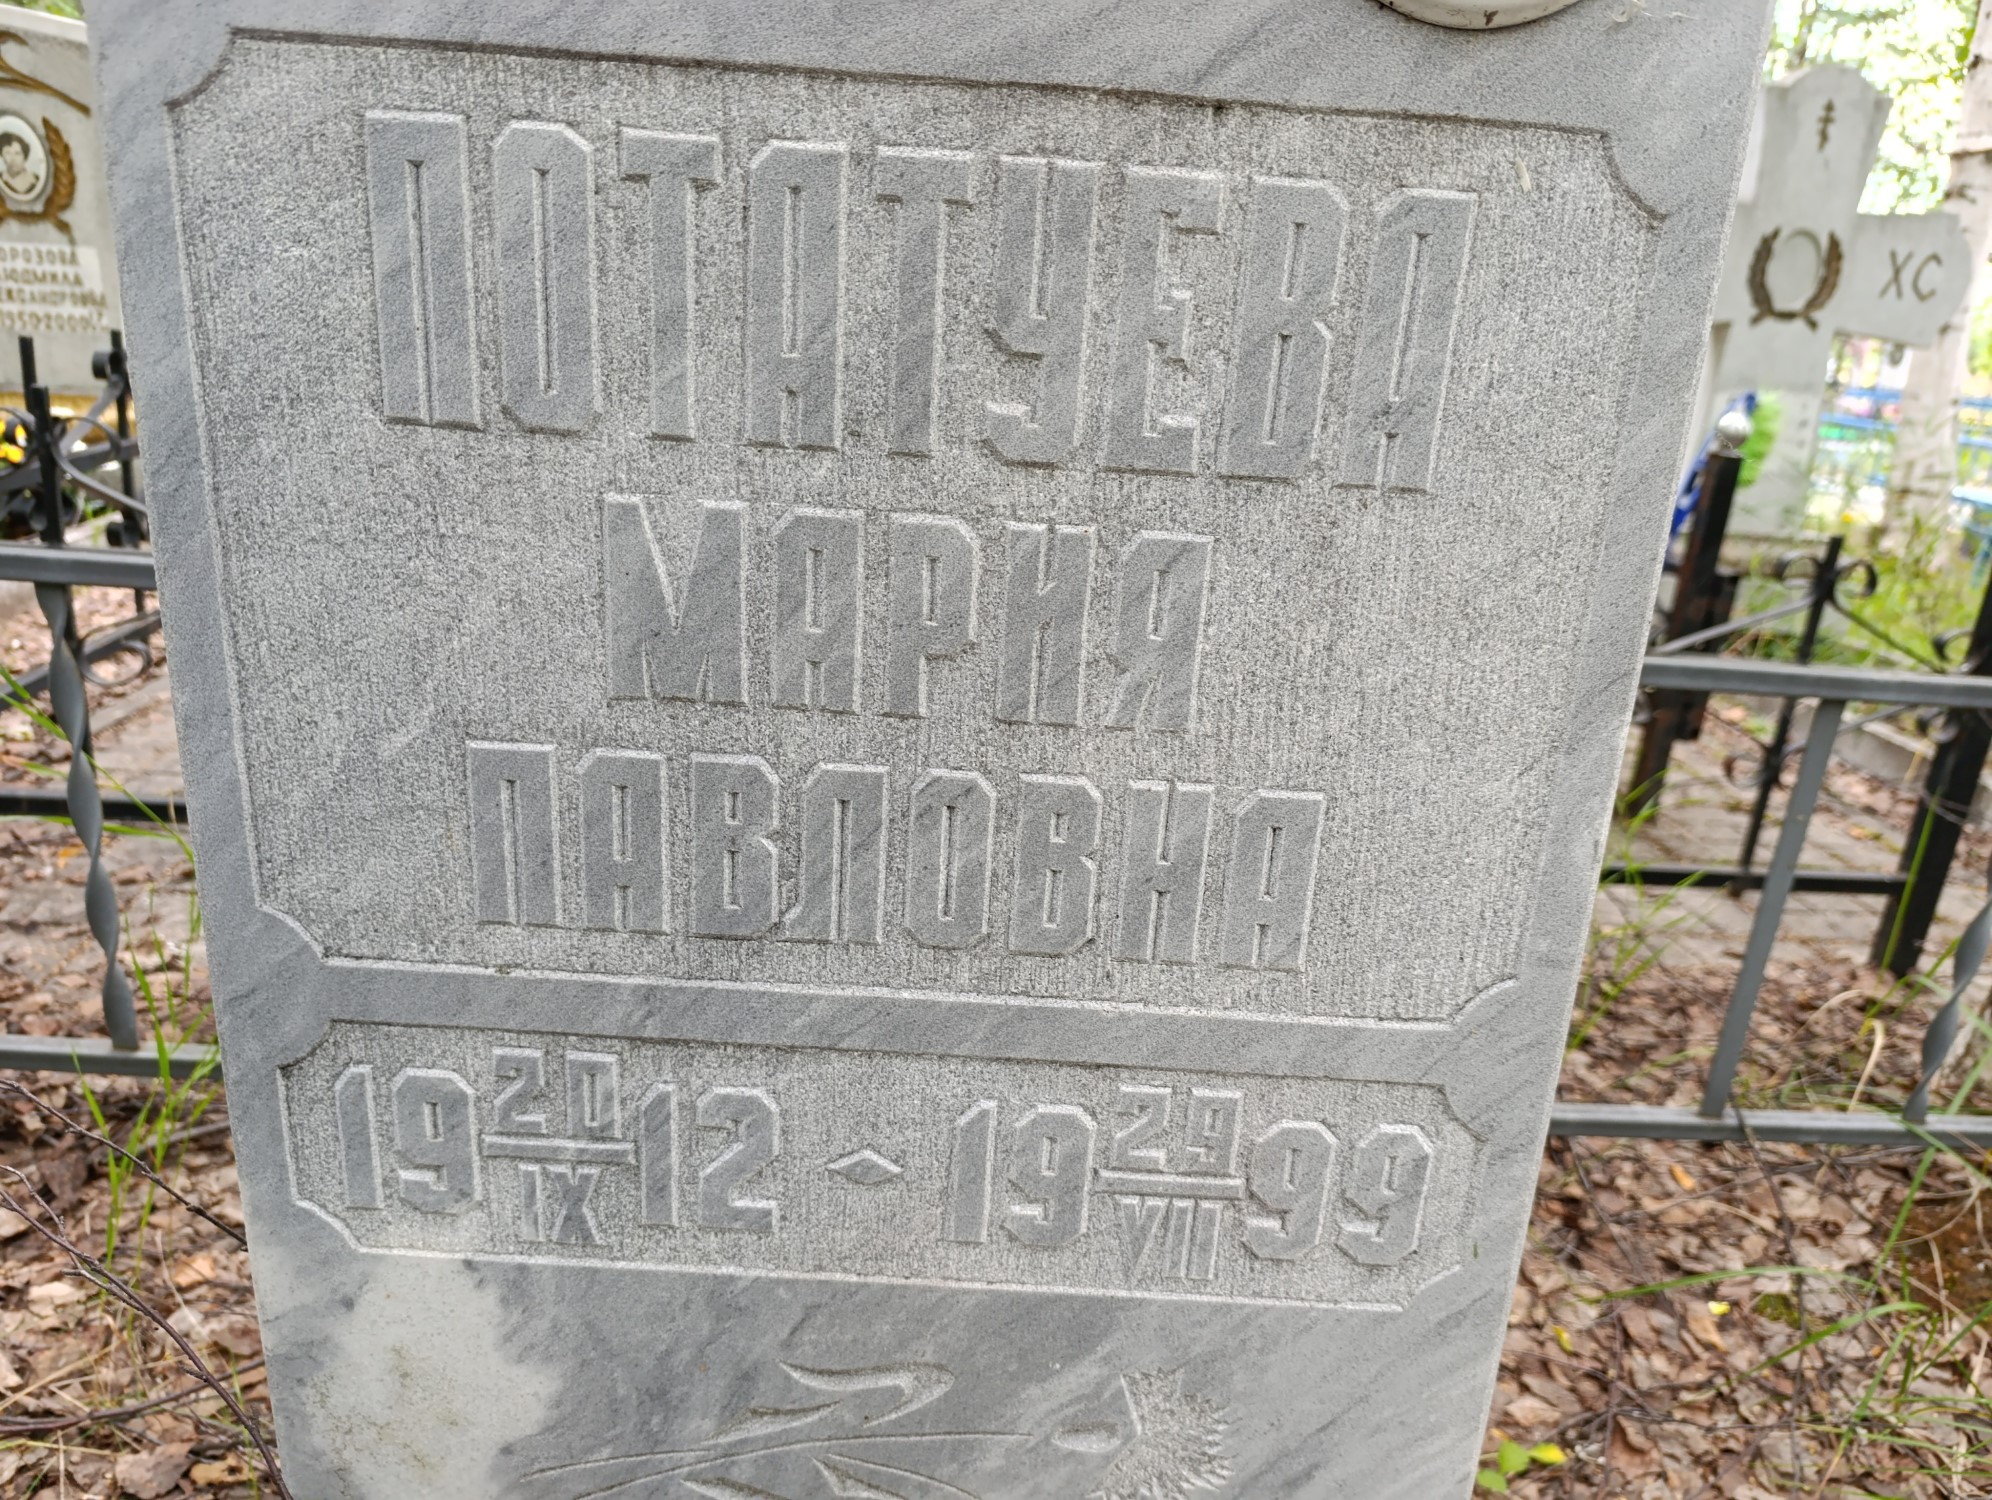 ПОТАТУЕВА
МАРИЯ
ПАВЛОВНА
19 20/IX 12 - 19 29/VII 99
ХС